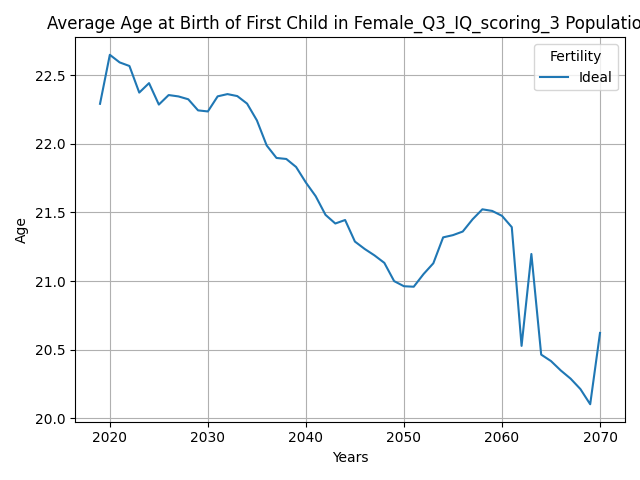 Average Age at Birth of First Child in Female_Q3_IQ_scoring_3 Populatio
Fertility
Ideal
22.5
22.0
21.5
21.0
20.5
20.0
Age
2020 2030 2040 2050 2060 2070
Years